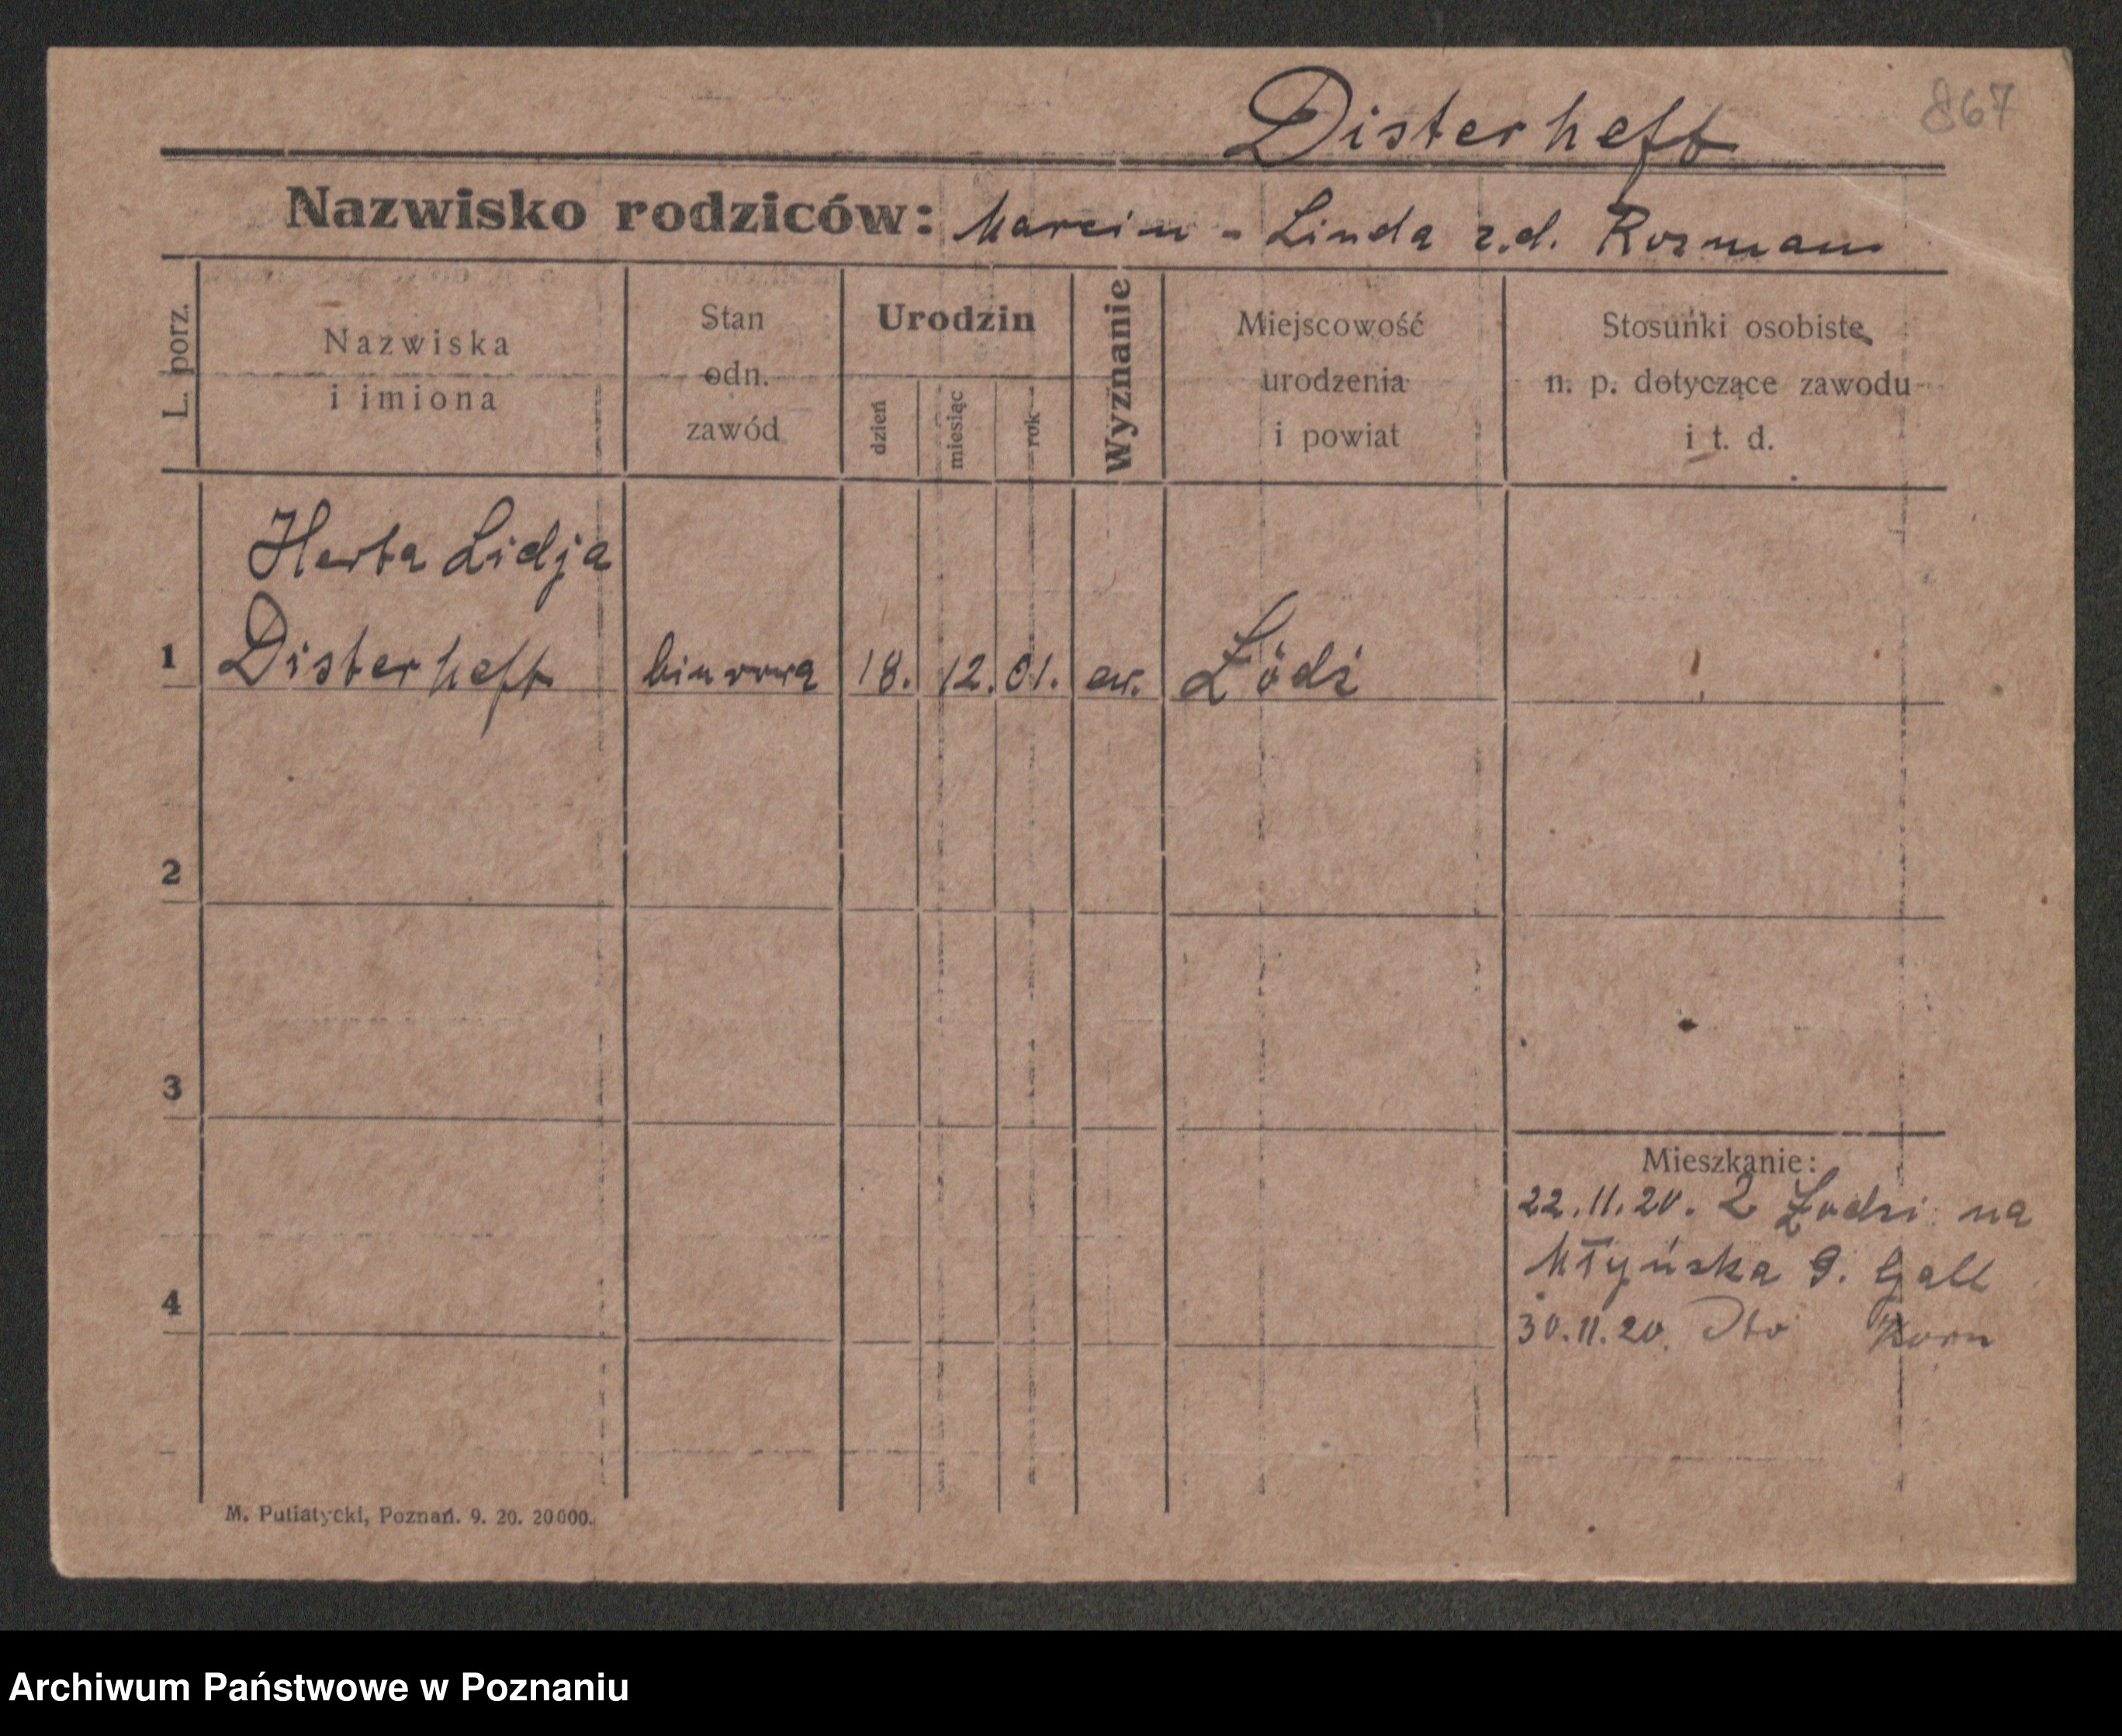 867
Disterheft
Nazwisko rodziców: Marcin - Linda z.d. Rozman
L. porz.
Nazwiska
i imiona
Stan
odn.
zawód
Urodzin
dzień
miesiąc
rok
Wyznanie
Miejscowość
urodzenia
i powiat
Stosunki osobiste
n. p. dotyczące zawodu
i t. d.
Herta Lidja
1 Disterheft biurowa 18. 12. 01. ew. Łódź
2
3
4
Mieszkanie:
22.11.20. Z Łodzi na
Młyńska 9. Gall
30.11.20. Korn
M. Putiatycki, Poznań. 9. 20. 20000.
Archiwum Państwowe w Poznaniu